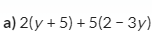 a) 2(y + 5) + 5(2 − 3y)